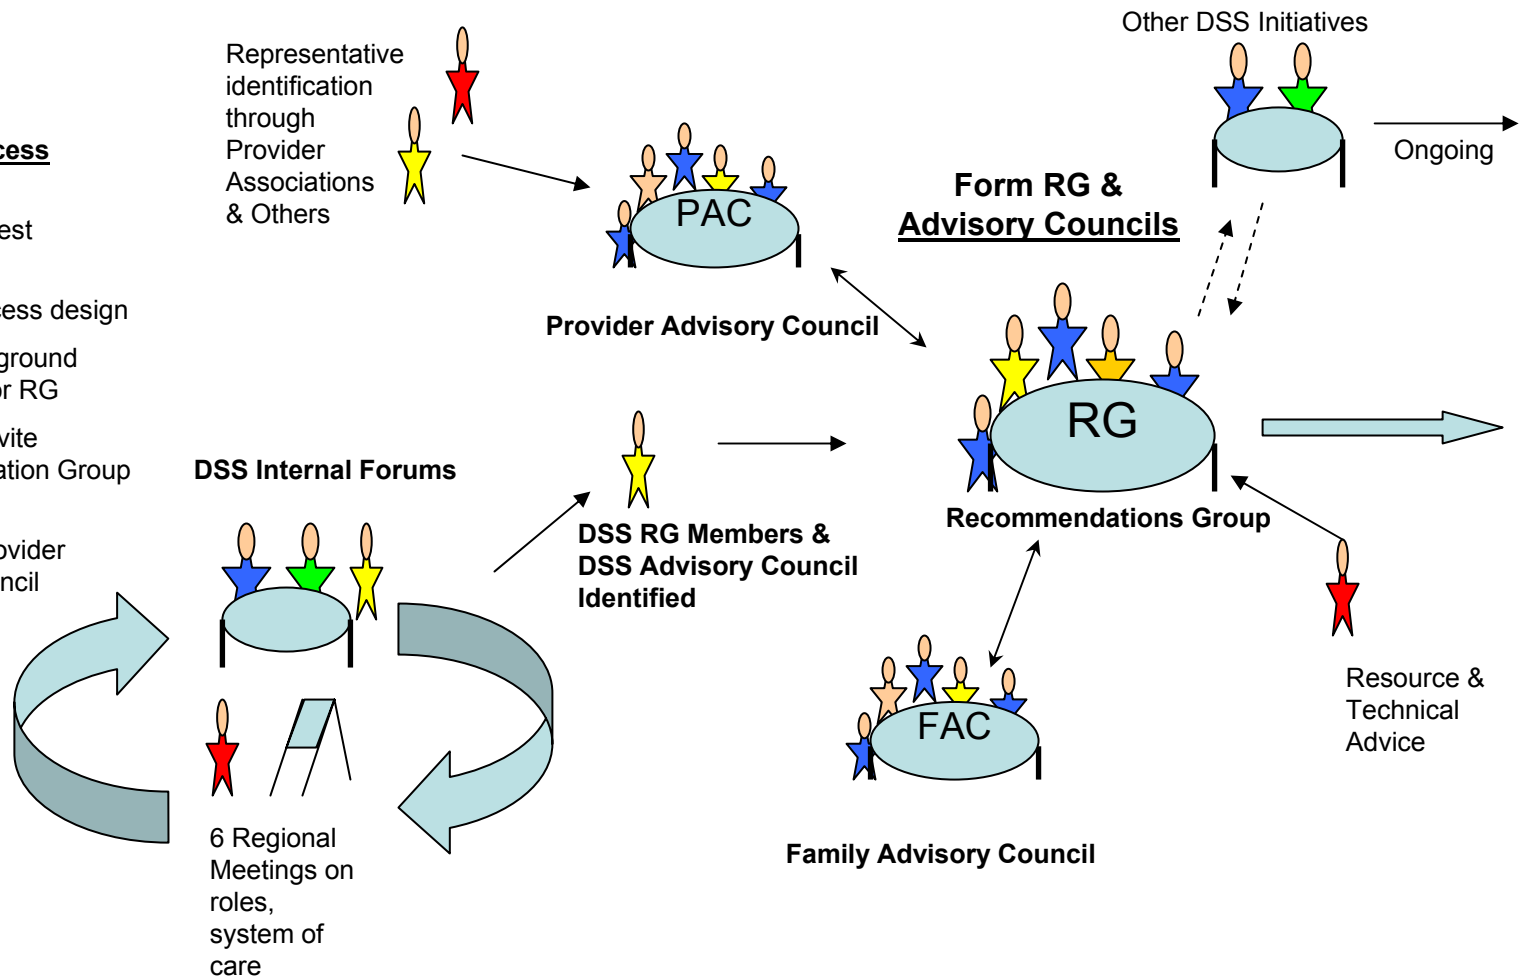 Other DSS Initiatives
Representative
identification
through
Provider
Associations
& Others
cess
est
cess design
ground
or RG
vite
ation Group
ovider
ncil
PAC
Provider Advisory Council
Form RG &
Advisory Councils
Ongoing
RG
Recommendations Group
DSS Internal Forums
DSS RG Members &
DSS Advisory Council
Identified
6 Regional
Meetings on
roles,
system of
care
FAC
Family Advisory Council
Resource &
Technical
Advice